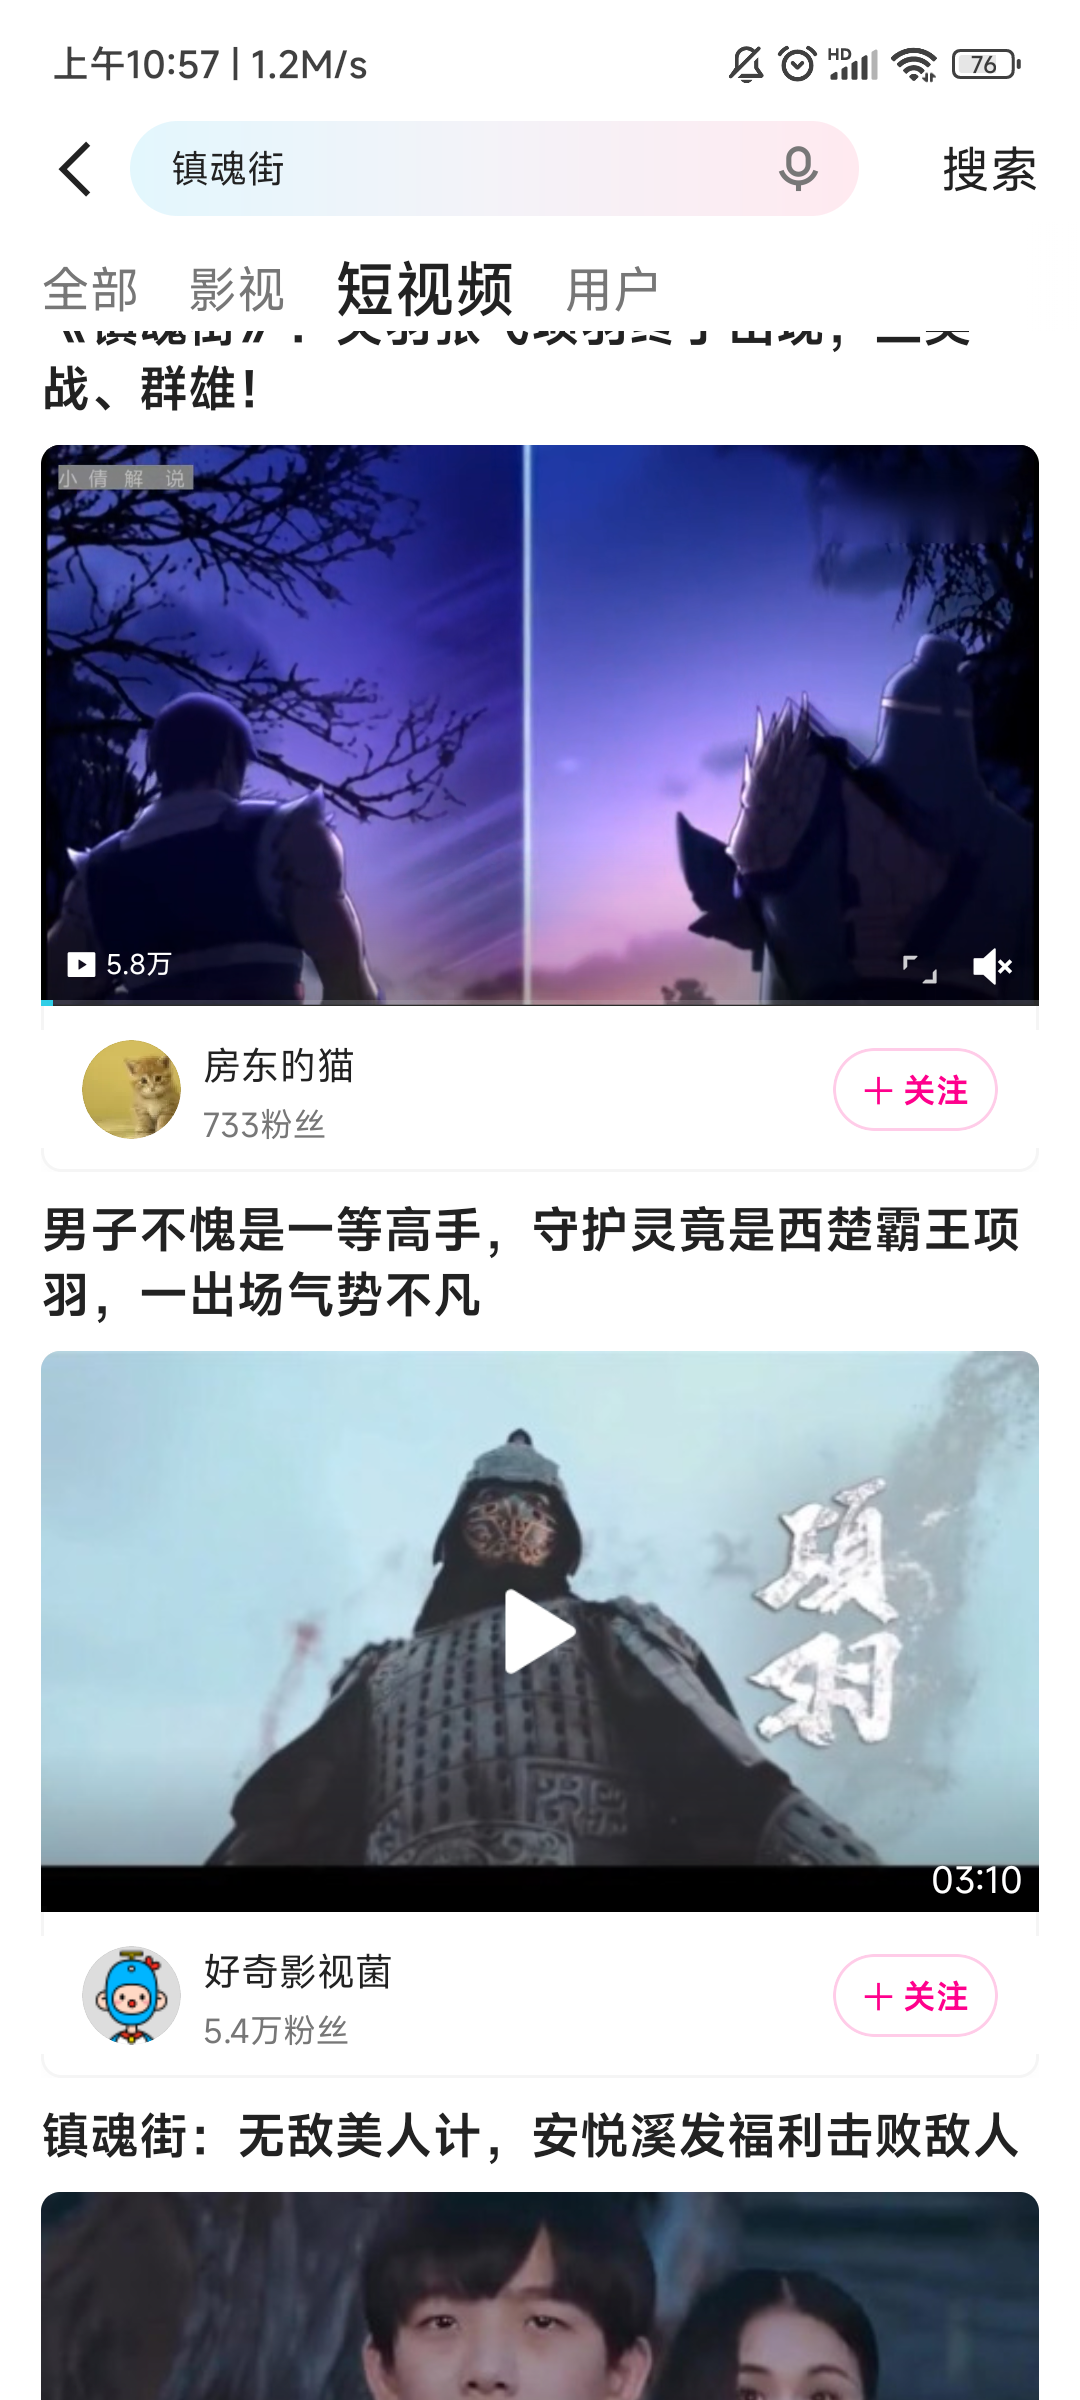 上午10:57 | 1.2M/s
HD
76
镇魂街
搜索
全部 影视 短视频 用户
战、群雄！
小倩解说
5.8万
房东旳猫
733粉丝
＋关注
男子不愧是一等高手，守护灵竟是西楚霸王项
羽，一出场气势不凡
项羽
03:10
好奇影视菌
5.4万粉丝
＋关注
镇魂街：无敌美人计，安悦溪发福利击败敌人